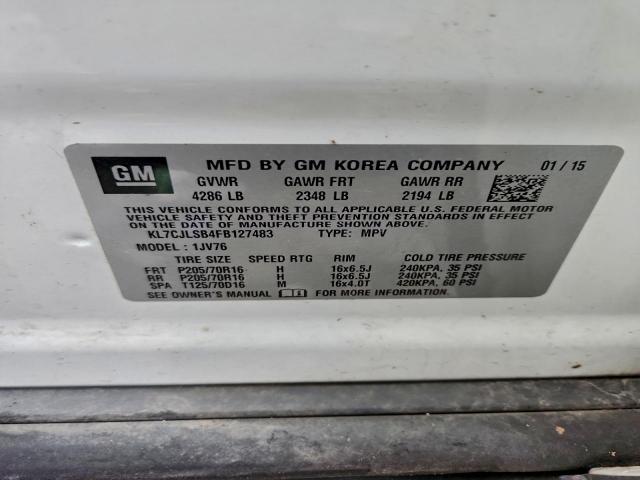 GM MFD BY GM KOREA COMPANY 01 / 15
GVWR GAWR FRT GAWR RR
4286 LB 2348 LB 2194 LB
THIS VEHICLE CONFORMS TO ALL APPLICABLE U.S. FEDERAL MOTOR
VEHICLE SAFETY AND THEFT PREVENTION STANDARDS IN EFFECT
ON THE DATE OF MANUFACTURE SHOWN ABOVE.
KL7CJLSB4FB127483 TYPE: MPV
MODEL : 1JV76
TIRE SIZE SPEED RTG RIM COLD TIRE PRESSURE
FRT P205/70R16 H 16x6.5J 240KPA, 35 PSI
RR P205/70R16 H 16x6.5J 240KPA, 35 PSI
SPA T125/70D16 M 16x4.0T 420KPA, 60 PSI
SEE OWNER'S MANUAL FOR MORE INFORMATION